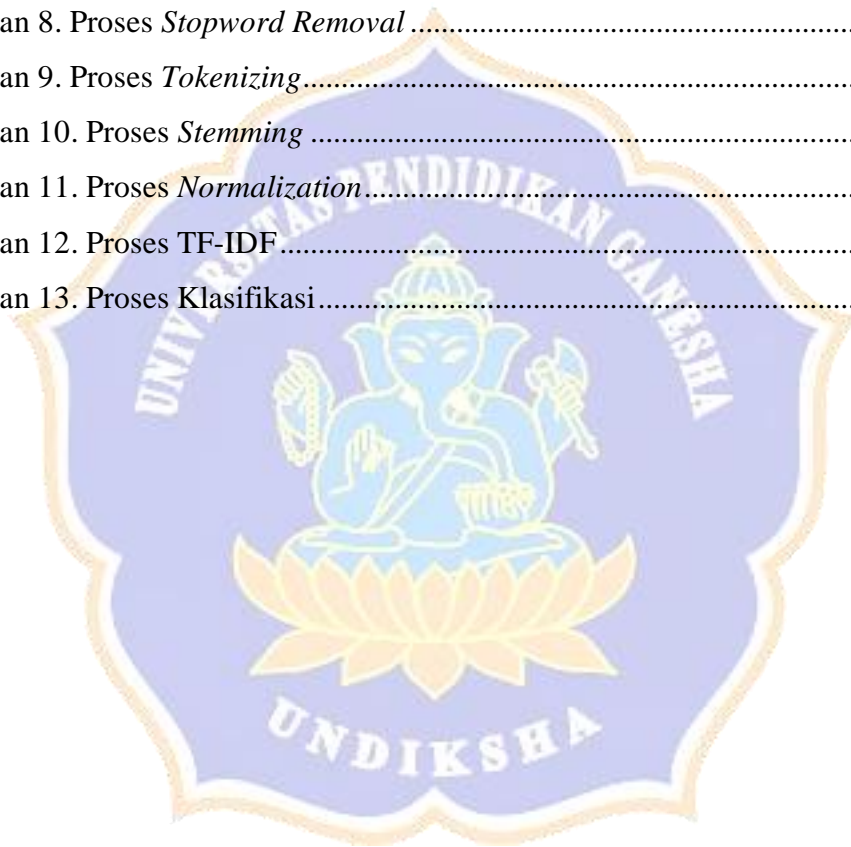 an 8. Proses Stopword Removal ........................................................................
an 9. Proses Tokenizing ........................................................................
an 10. Proses Stemming ........................................................................
an 11. Proses Normalization ........................................................................
an 12. Proses TF-IDF ........................................................................
an 13. Proses Klasifikasi ........................................................................
UNIVERSITAS PENDIDIKAN GANESHA
UNDIKSHA